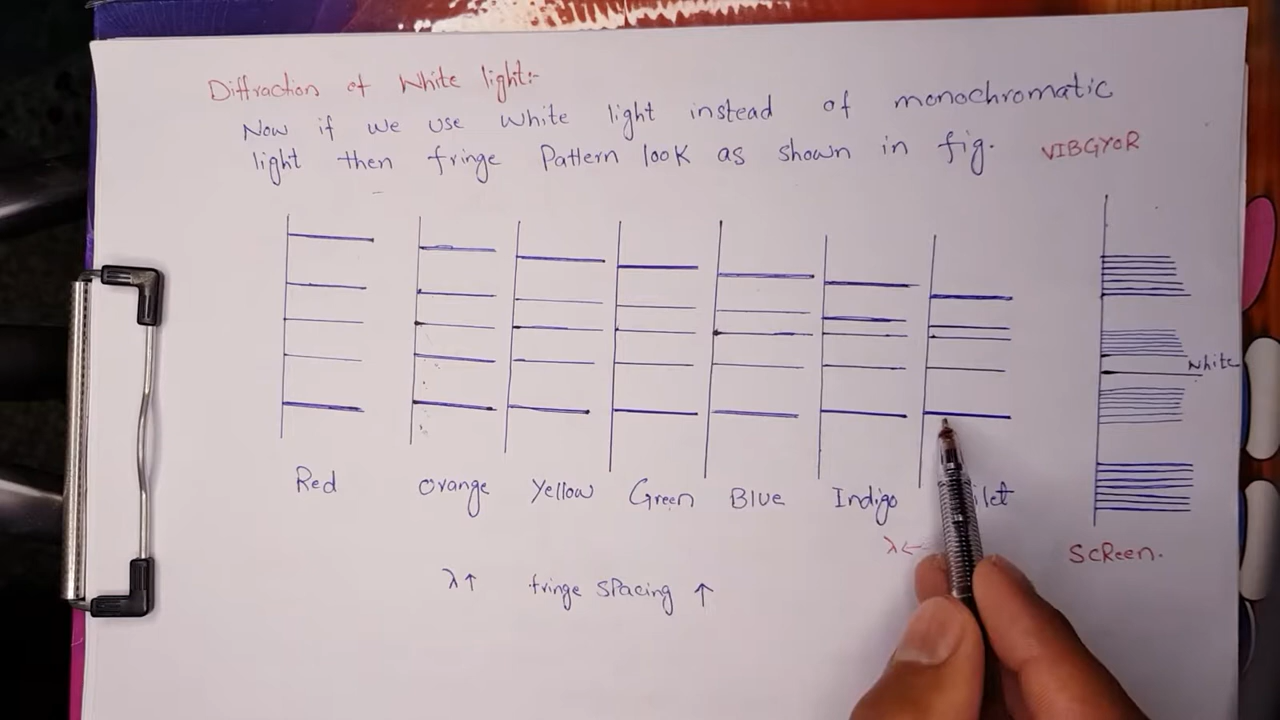 Diffraction of White light:-
Now if we use white light instead of monochromatic
light then fringe Pattern look as shown in fig. VIBGYOR
White
Red Orange Yellow Green Blue Indigo
λ←
SCReen.
λ↑ fringe spacing ↑